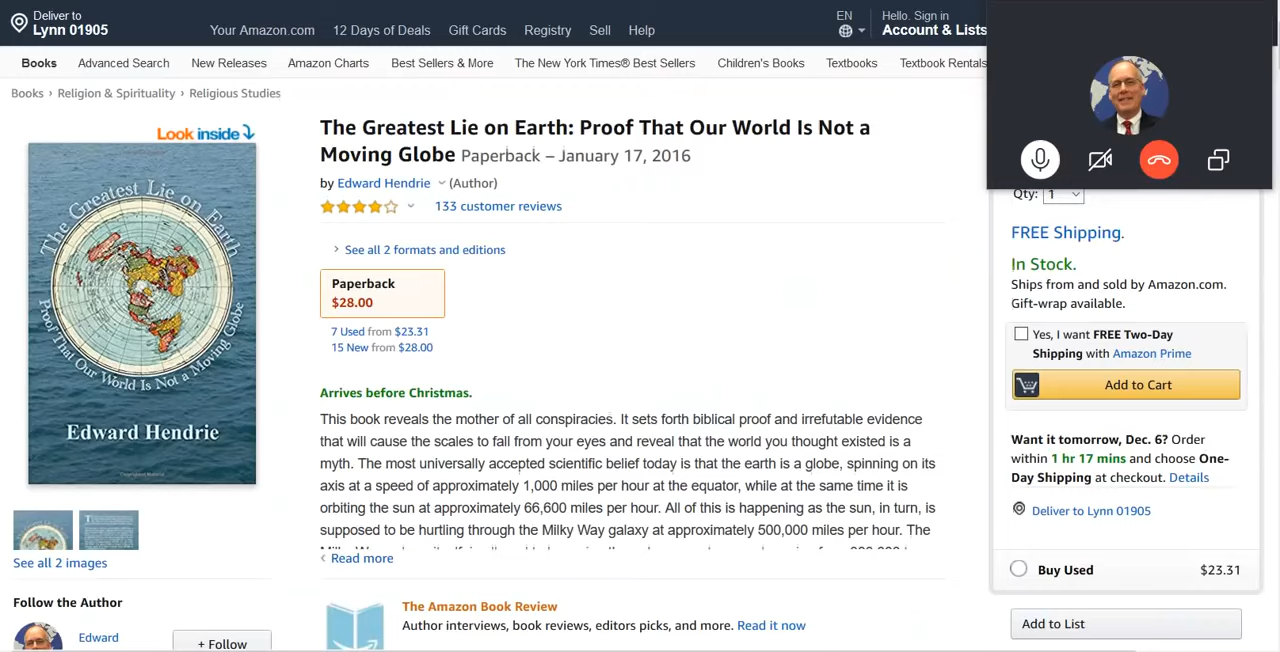 Deliver to
Lynn 01905
Your Amazon.com 12 Days of Deals Gift Cards Registry Sell Help
EN
Hello. Sign in
Account & Lists
Books Advanced Search New Releases Amazon Charts Best Sellers & More The New York Times® Best Sellers Children's Books Textbooks Textbook Rentals
Books › Religion & Spirituality › Religious Studies
Look inside
The Greatest Lie on Earth
Proof That Our World Is Not a Moving Globe
Edward Hendrie
See all 2 images
Follow the Author
Edward
+ Follow
The Greatest Lie on Earth: Proof That Our World Is Not a
Moving Globe Paperback – January 17, 2016
by Edward Hendrie (Author)
133 customer reviews
› See all 2 formats and editions
Paperback
$28.00
7 Used from $23.31
15 New from $28.00
Arrives before Christmas.
This book reveals the mother of all conspiracies. It sets forth biblical proof and irrefutable evidence
that will cause the scales to fall from your eyes and reveal that the world you thought existed is a
myth. The most universally accepted scientific belief today is that the earth is a globe, spinning on its
axis at a speed of approximately 1,000 miles per hour at the equator, while at the same time it is
orbiting the sun at approximately 66,600 miles per hour. All of this is happening as the sun, in turn, is
supposed to be hurtling through the Milky Way galaxy at approximately 500,000 miles per hour. The
‹ Read more
The Amazon Book Review
Author interviews, book reviews, editors picks, and more. Read it now
Qty: 1
FREE Shipping.
In Stock.
Ships from and sold by Amazon.com.
Gift-wrap available.
Yes, I want FREE Two-Day
Shipping with Amazon Prime
Add to Cart
Want it tomorrow, Dec. 6? Order
within 1 hr 17 mins and choose One-
Day Shipping at checkout. Details
Deliver to Lynn 01905
Buy Used $23.31
Add to List